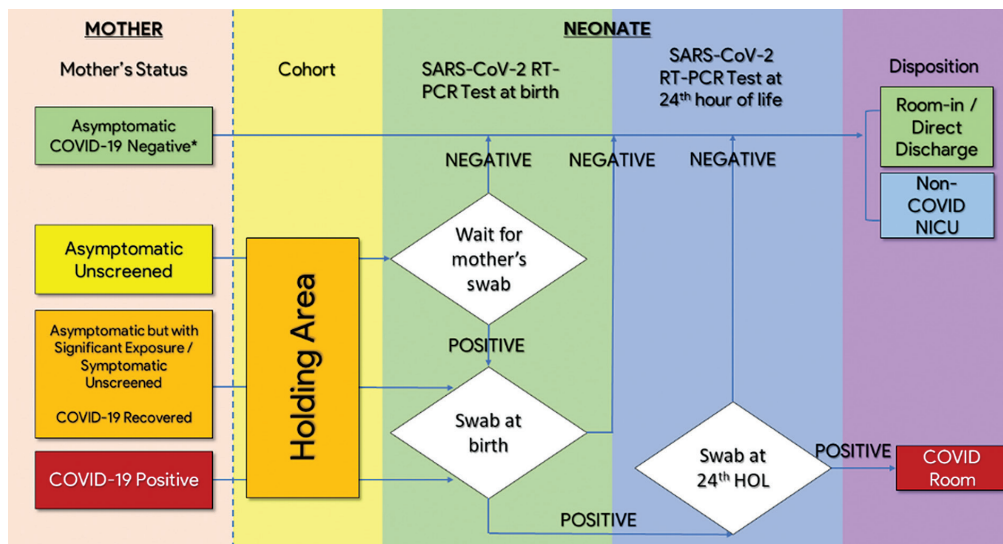 MOTHER
NEONATE
Mother's Status
Cohort
SARS-CoV-2 RT-
PCR Test at birth
SARS-CoV-2
RT-PCR Test at
24th hour of life
Disposition
Asymptomatic
COVID-19 Negative*
Room-in /
Direct
Discharge
NEGATIVE
NEGATIVE
NEGATIVE
Non-
COVID
NICU
Asymptomatic
Unscreened
Wait for
mother's
swab
Holding Area
Asymptomatic but with
Significant Exposure /
Symptomatic
Unscreened
COVID-19 Recovered
POSITIVE
Swab at
birth
COVID-19 Positive
Swab at
24th HOL
POSITIVE
COVID
Room
POSITIVE